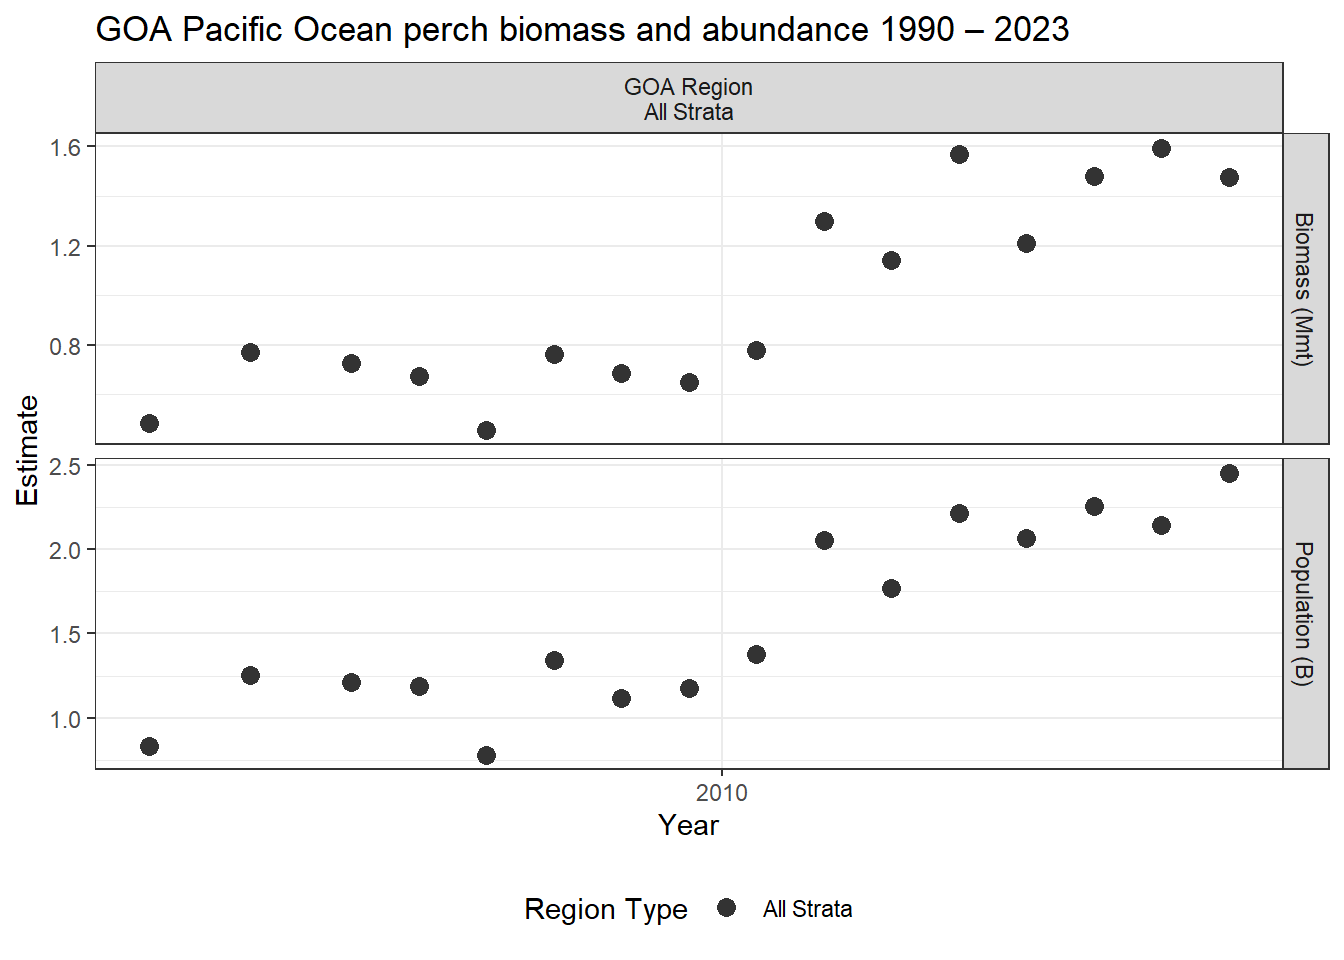 GOA Pacific Ocean perch biomass and abundance 1990 – 2023
GOA Region
All Strata
1.6
1.2
0.8
Biomass (Mmt)
Estimate
2.5
2.0
1.5
1.0
Population (B)
2010
Year
Region Type
All Strata